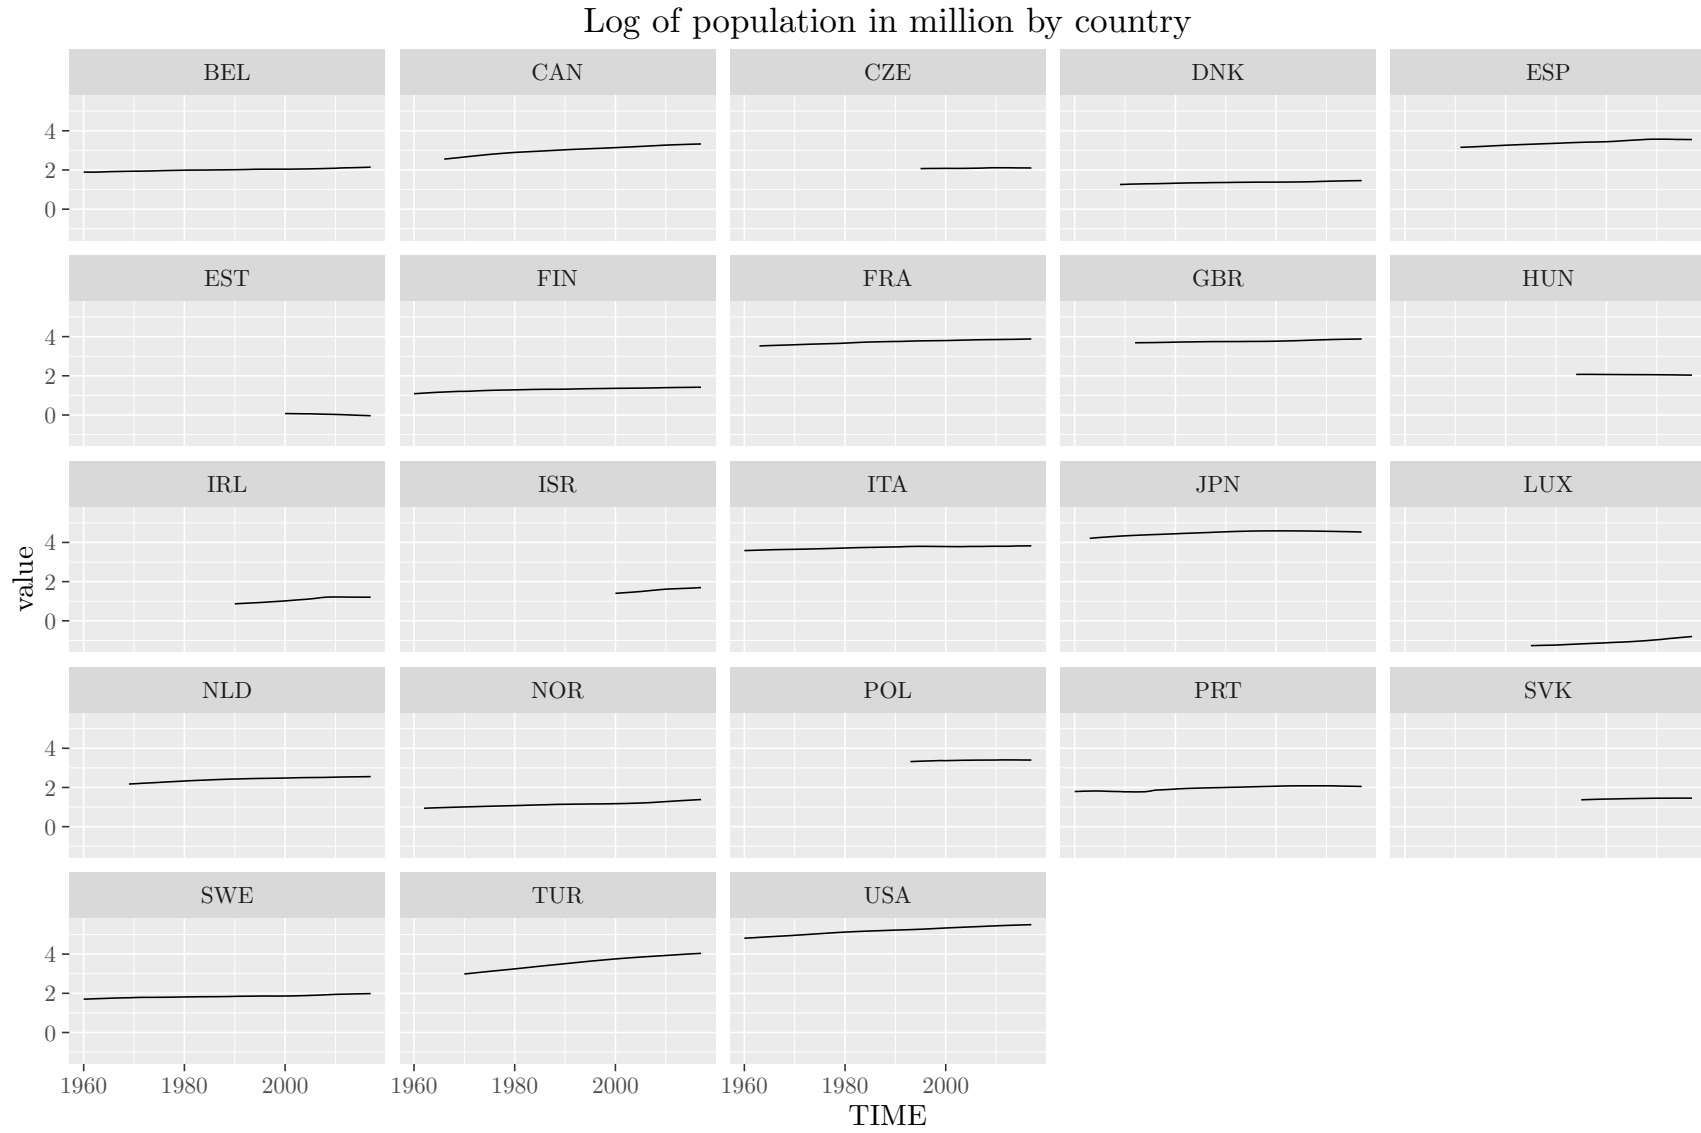 Log of population in million by country
BEL CAN CZE DNK ESP
4
2
0
EST FIN FRA GBR HUN
4
2
0
IRL ISR ITA JPN LUX
4
2
0
value
NLD NOR POL PRT SVK
4
2
0
SWE TUR USA
4
2
0
1960 1980 2000 1960 1980 2000 1960 1980 2000
TIME